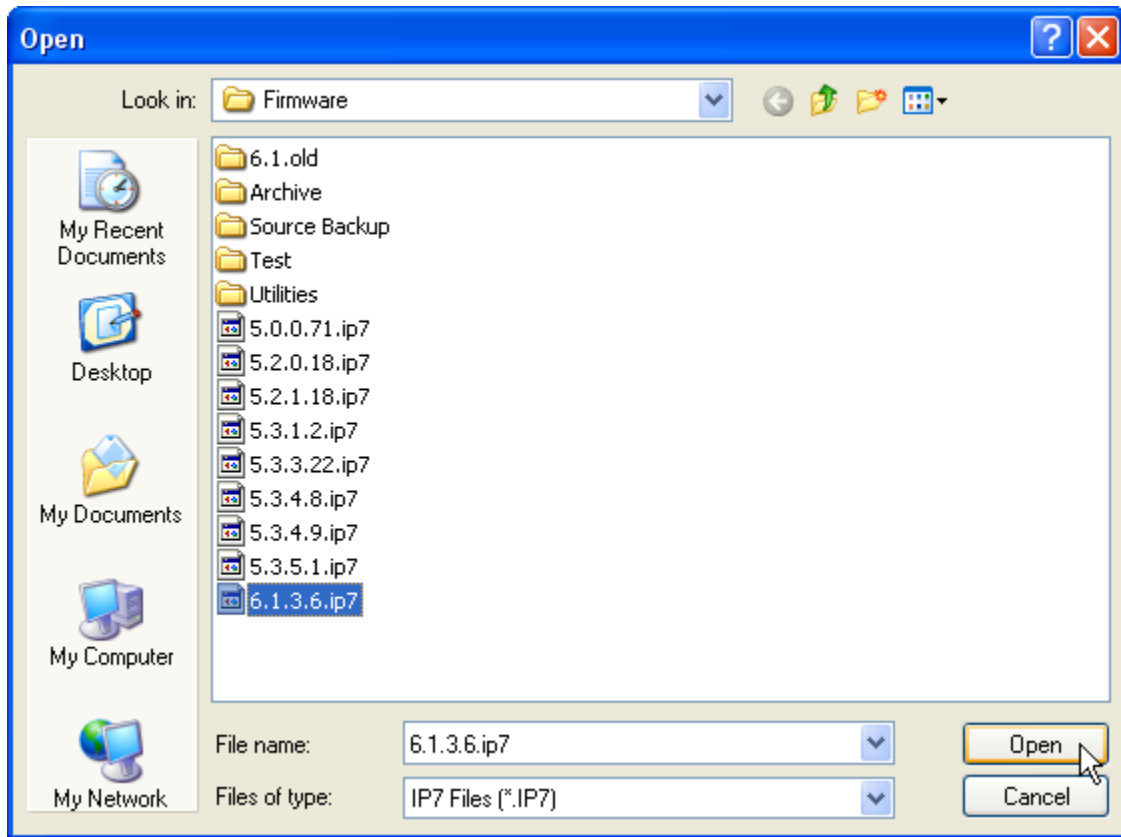 Open
Look in: Firmware
My Recent
Documents
Desktop
My Documents
My Computer
My Network
6.1.old
Archive
Source Backup
Test
Utilities
5.0.0.71.ip7
5.2.0.18.ip7
5.2.1.18.ip7
5.3.1.2.ip7
5.3.3.22.ip7
5.3.4.8.ip7
5.3.4.9.ip7
5.3.5.1.ip7
6.1.3.6.ip7
File name: 6.1.3.6.ip7 Open
Files of type: IP7 Files (*.IP7) Cancel